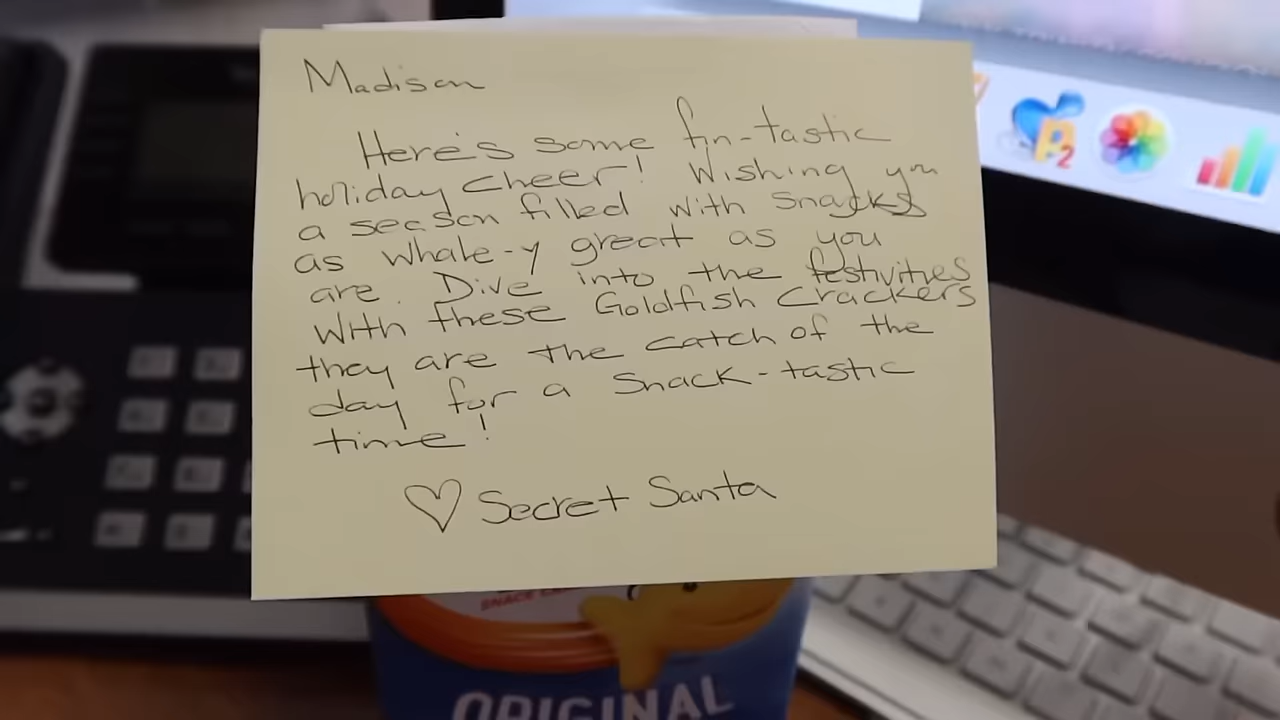 Madison
Here's some fin-tastic
holiday cheer! Wishing you
a season filled with snacks
as whale-y great as you
are. Dive into the festivities
with these Goldfish Crackers
they are the catch of the
day for a snack-tastic
time!
♡ Secret Santa
SNACK
ORIGINAL